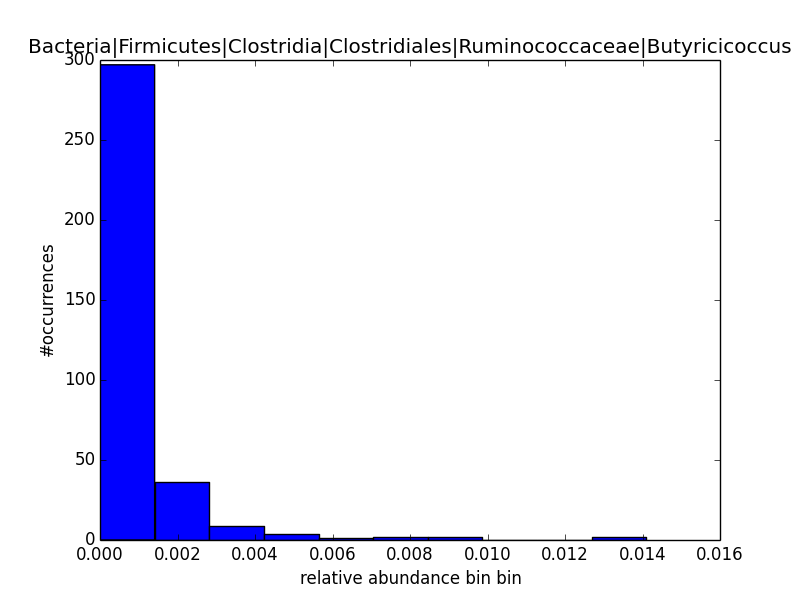 Bacteria|Firmicutes|Clostridia|Clostridiales|Ruminococcaceae|Butyricicoccus
300
250
200
150
100
50
0
#occurrences
0.000 0.002 0.004 0.006 0.008 0.010 0.012 0.014 0.016
relative abundance bin bin